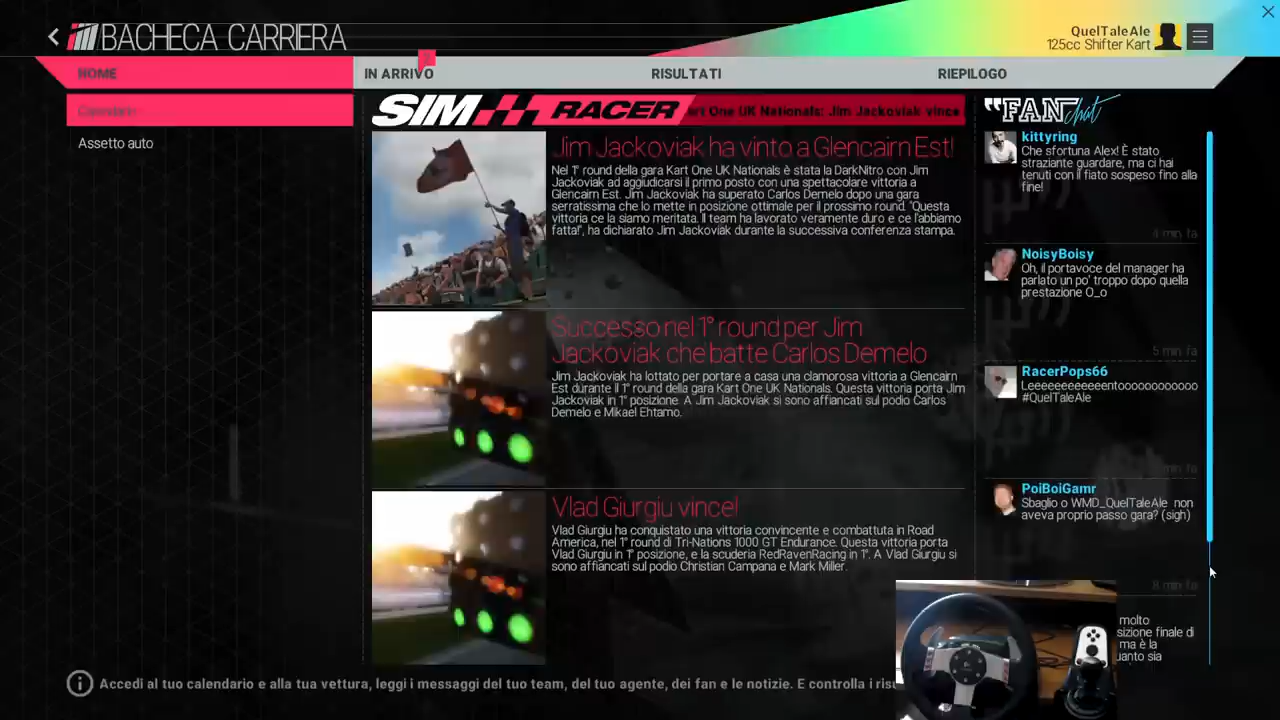 BACHECA CARRIERA
QuelTaleAle
125cc Shifter Kart
HOME
IN ARRIVO
RISULTATI
RIEPILOGO
Calendario
Assetto auto
SIM RACER
art One UK Nationals: Jim Jackoviak vince
Jim Jackoviak ha vinto a Glencairn Est!
Nel 1° round della gara Kart One UK Nationals è stata la DarkNitro con Jim
Jackoviak ad aggiudicarsi il primo posto con una spettacolare vittoria a
Glencairn Est. Jim Jackoviak ha superato Carlos Demelo dopo una gara
serratissima che lo mette in posizione ottimale per il prossimo round. "Questa
vittoria ce la siamo meritata. Il team ha lavorato veramente duro e ce l'abbiamo
fatta!", ha dichiarato Jim Jackoviak durante la successiva conferenza stampa.
Successo nel 1° round per Jim
Jackoviak che batte Carlos Demelo
Jim Jackoviak ha lottato per portare a casa una clamorosa vittoria a Glencairn
Est durante il 1° round della gara Kart One UK Nationals. Questa vittoria porta Jim
Jackoviak in 1° posizione. A Jim Jackoviak si sono affiancati sul podio Carlos
Demelo e Mikael Ehtamo.
Vlad Giurgiu vince!
Vlad Giurgiu ha conquistato una vittoria convincente e combattuta in Road
America, nel 1° round di Tri-Nations 1000 GT Endurance. Questa vittoria porta
Vlad Giurgiu in 1° posizione, e la scuderia RedRavenRacing in 1°. A Vlad Giurgiu si
sono affiancati sul podio Christian Campana e Mark Miller.
"FAN chat
kittyring
Che sfortuna Alex! È stato
straziante guardare, ma ci hai
tenuti con il fiato sospeso fino alla
fine!
4 min fa
NoisyBoisy
Oh, il portavoce del manager ha
parlato un po' troppo dopo quella
prestazione O_o
5 min fa
RacerPops66
Leeeeeeeeeeentoooooooooooo
#QuelTaleAle
min fa
PoiBoiGamr
Sbaglio o WMD_QuelTaleAle non
aveva proprio passo gara? (sigh)
8 min fa
molto
sizione finale di
ma è la
uanto sia
Accedi al tuo calendario e alla tua vettura, leggi i messaggi del tuo team, del tuo agente, dei fan e le notizie. E controlla i risu